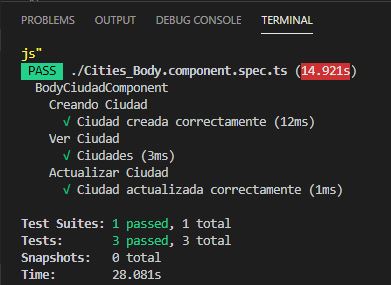 PROBLEMS OUTPUT DEBUG CONSOLE TERMINAL
js"
PASS ./Cities_Body.component.spec.ts (14.921s)
BodyCiudadComponent
Creando Ciudad
√ Ciudad creada correctamente (12ms)
Ver Ciudad
√ Ciudades (3ms)
Actualizar Ciudad
√ Ciudad actualizada correctamente (1ms)
Test Suites: 1 passed, 1 total
Tests: 3 passed, 3 total
Snapshots: 0 total
Time: 28.081s